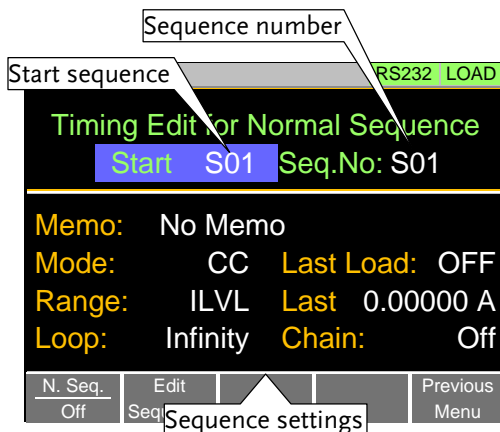 Sequence number
Start sequence
RS232 LOAD
Timing Edit for Normal Sequence
Start S01 Seq.No: S01
Memo: No Memo
Mode: CC Last Load: OFF
Range: ILVL Last 0.00000 A
Loop: Infinity Chain: Off
N. Seq. Edit Previous
Off Menu
Sequence settings